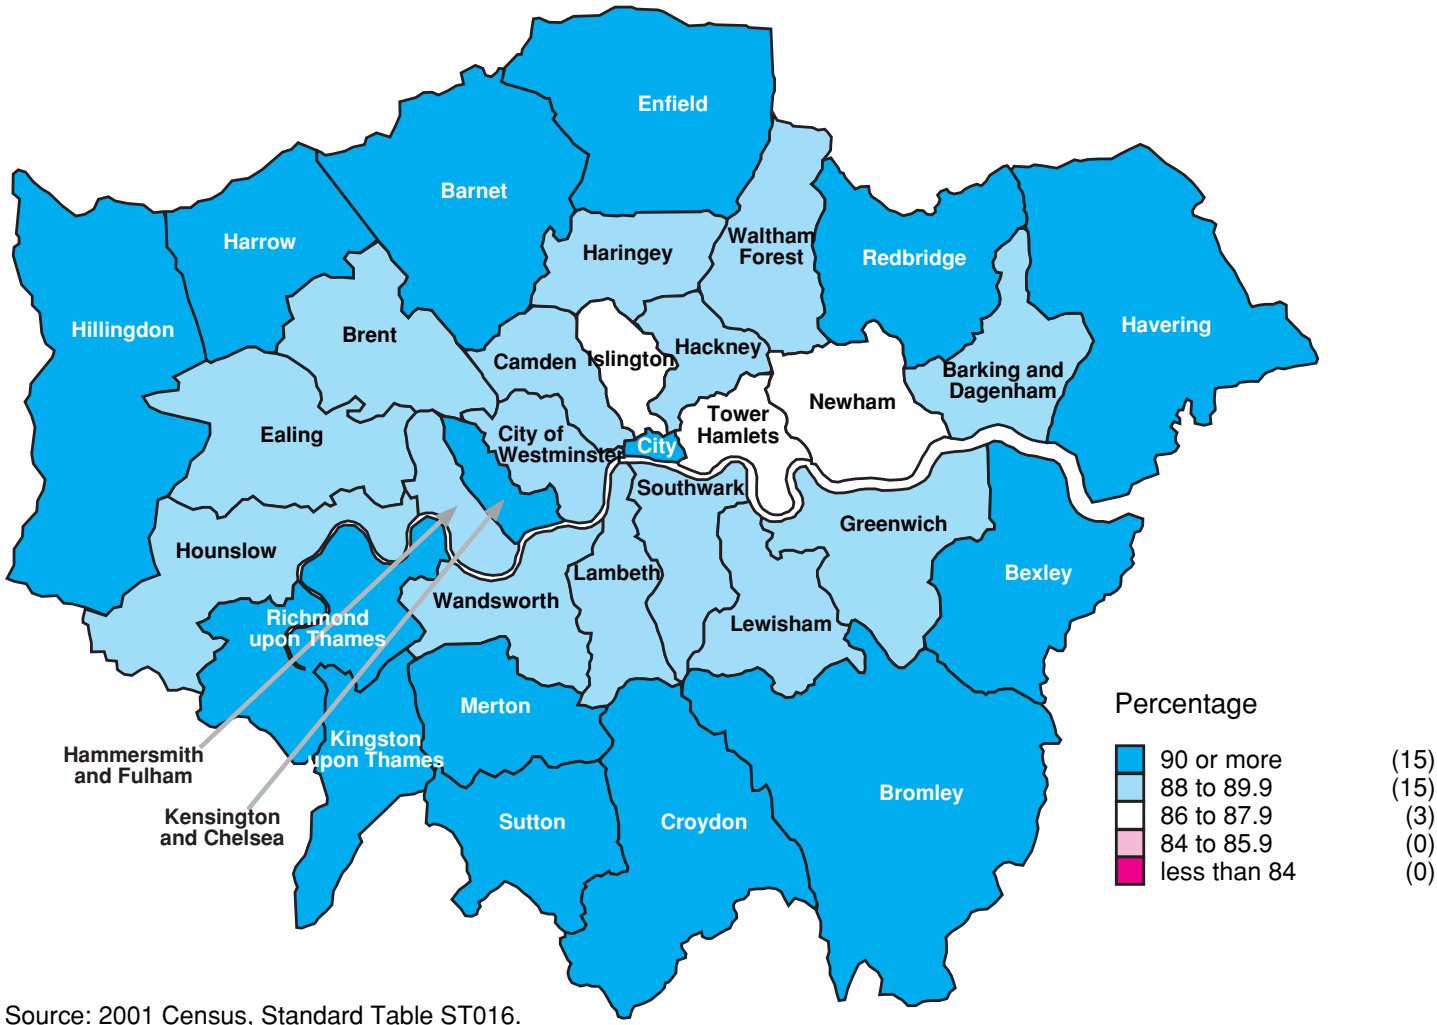 Enfield
Barnet
Harrow
Haringey
Waltham
Forest
Redbridge
Hillingdon
Brent
Camden
Islington
Hackney
Havering
Barking and
Dagenham
Newham
Tower
Hamlets
Ealing
City of
Westminster
City
Southwark
Greenwich
Hounslow
Lambeth
Bexley
Wandsworth
Richmond
upon Thames
Lewisham
Merton
Kingston
upon Thames
Hammersmith
and Fulham
Kensington
and Chelsea
Sutton
Croydon
Bromley
Percentage
90 or more (15)
88 to 89.9 (15)
86 to 87.9 (3)
84 to 85.9 (0)
less than 84 (0)
Source: 2001 Census, Standard Table ST016.